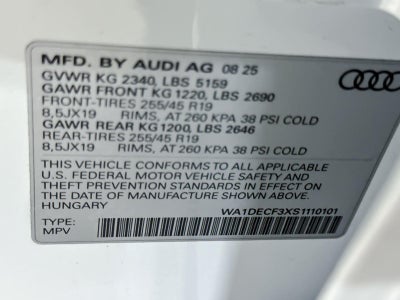 MFD. BY AUDI AG 08 25
GVWR KG 2340, LBS 5159
GAWR FRONT KG1220, LBS 2690
FRONT-TIRES 255/45 R19
8,5JX19 RIMS, AT 260 KPA 38 PSI COLD
GAWR REAR KG1200, LBS 2646
REAR-TIRES 255/45 R19
8,5JX19 RIMS, AT 260 KPA 38 PSI COLD
THIS VEHICLE CONFORMS TO ALL APPLICABLE
U.S. FEDERAL MOTOR VEHICLE SAFETY AND
THEFT PREVENTION STANDARDS IN EFFECT ON
THE DATE OF MANUFACTURE SHOWN ABOVE.
HUNGARY
TYPE: WA1DECF3XS1110101
MPV